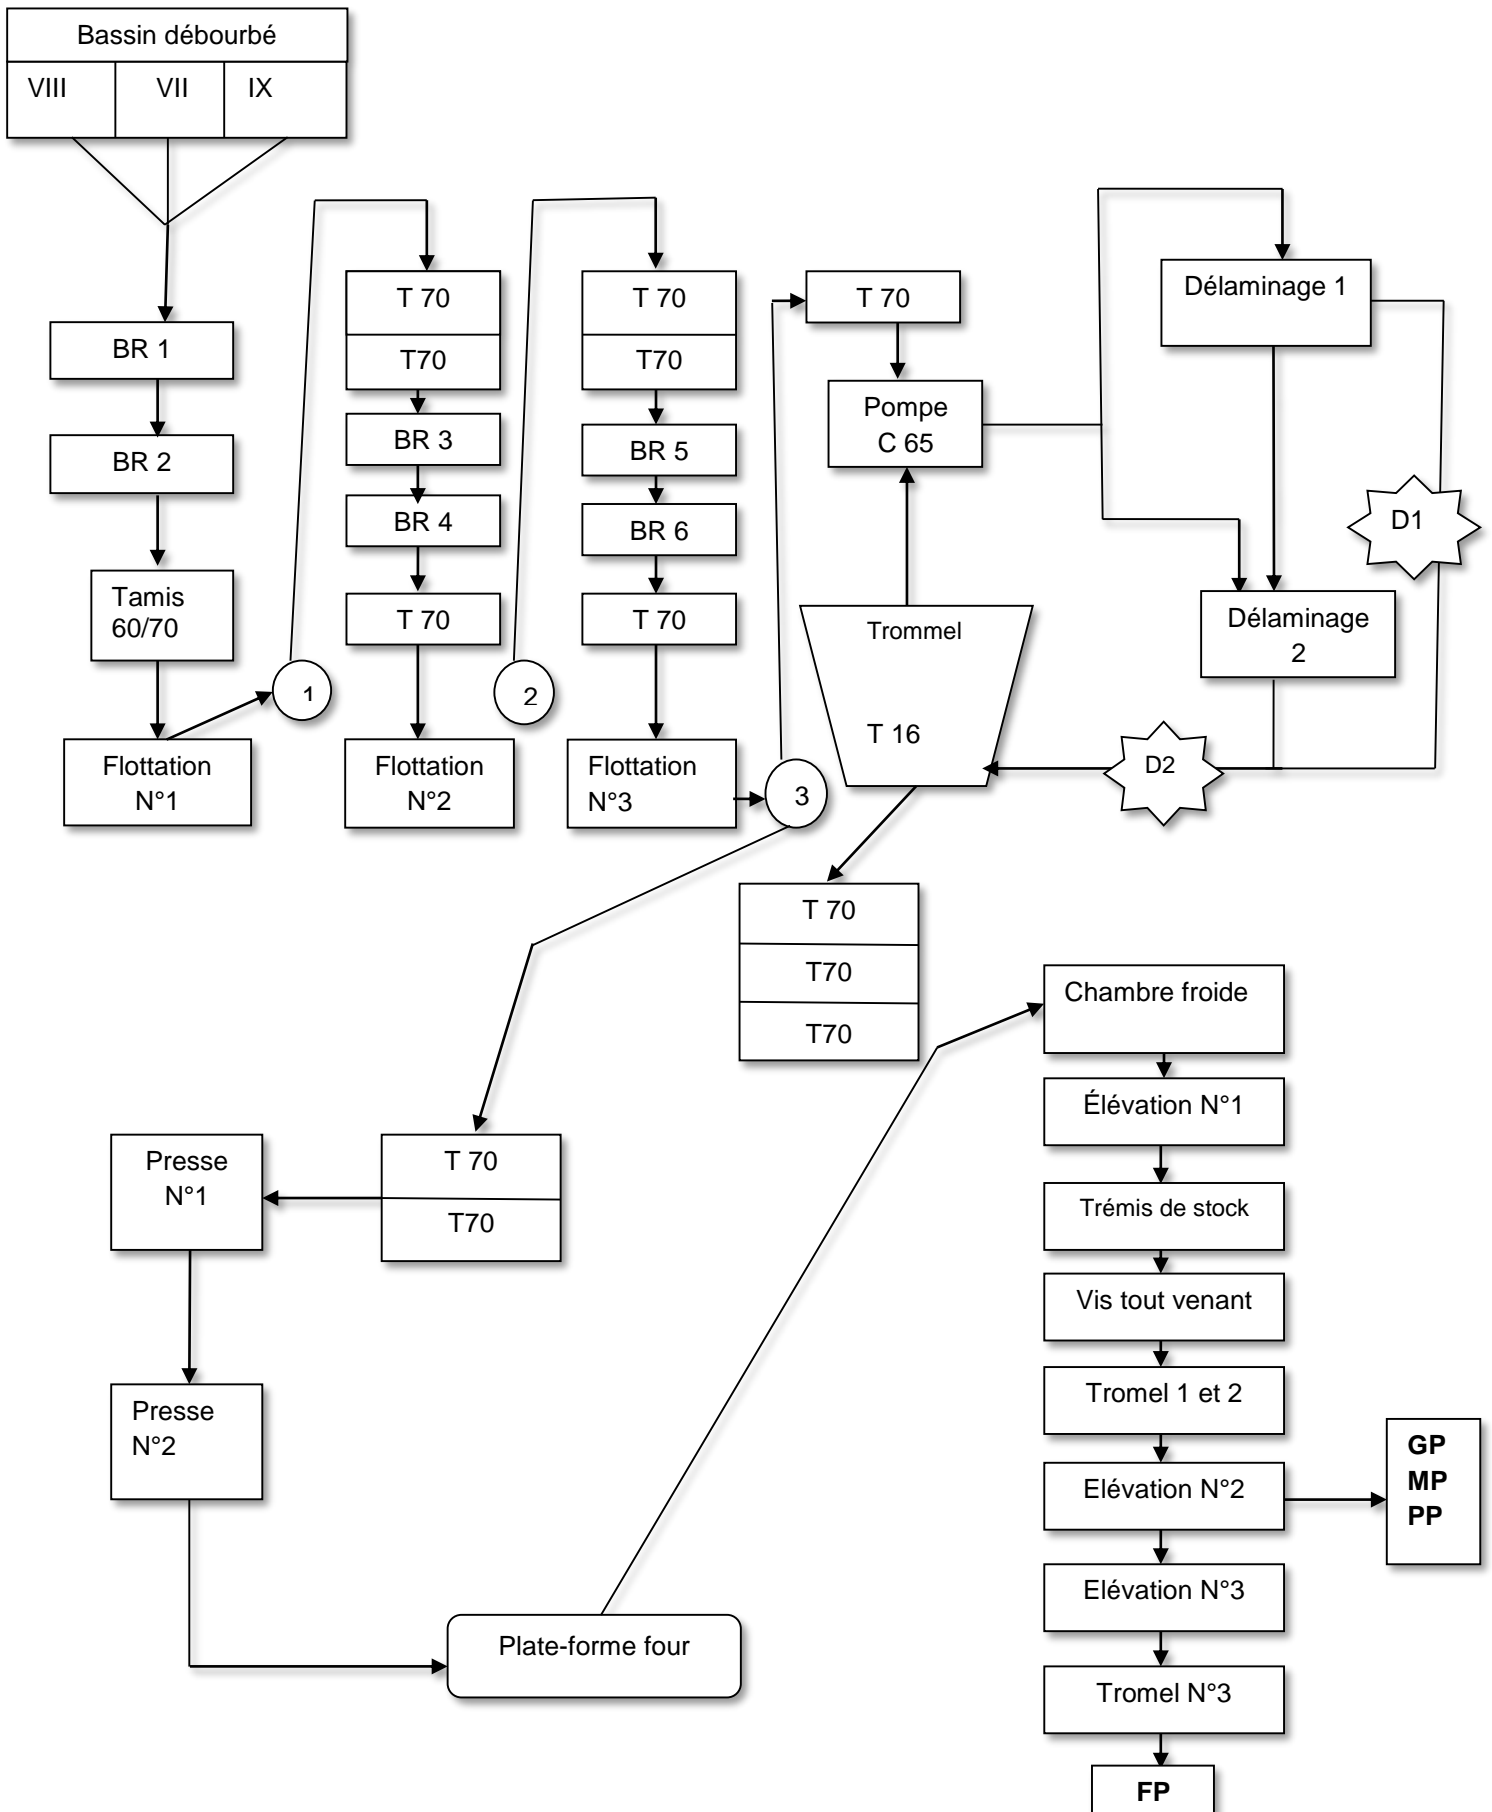 Bassin débourbé
VIII
VII
IX
BR 1
BR 2
Tamis
60/70
Flottation
N°1
1
T 70
T70
BR 3
BR 4
T 70
Flottation
N°2
2
T 70
T70
BR 5
BR 6
T 70
Flottation
N°3
3
T 70
Pompe
C 65
Trommel
T 16
Délaminage 1
Délaminage
2
D1
D2
T 70
T70
T70
T 70
T70
Presse
N°1
Presse
N°2
Plate-forme four
Chambre froide
Élévation N°1
Trémis de stock
Vis tout venant
Tromel 1 et 2
Elévation N°2
GP
MP
PP
Elévation N°3
Tromel N°3
FP